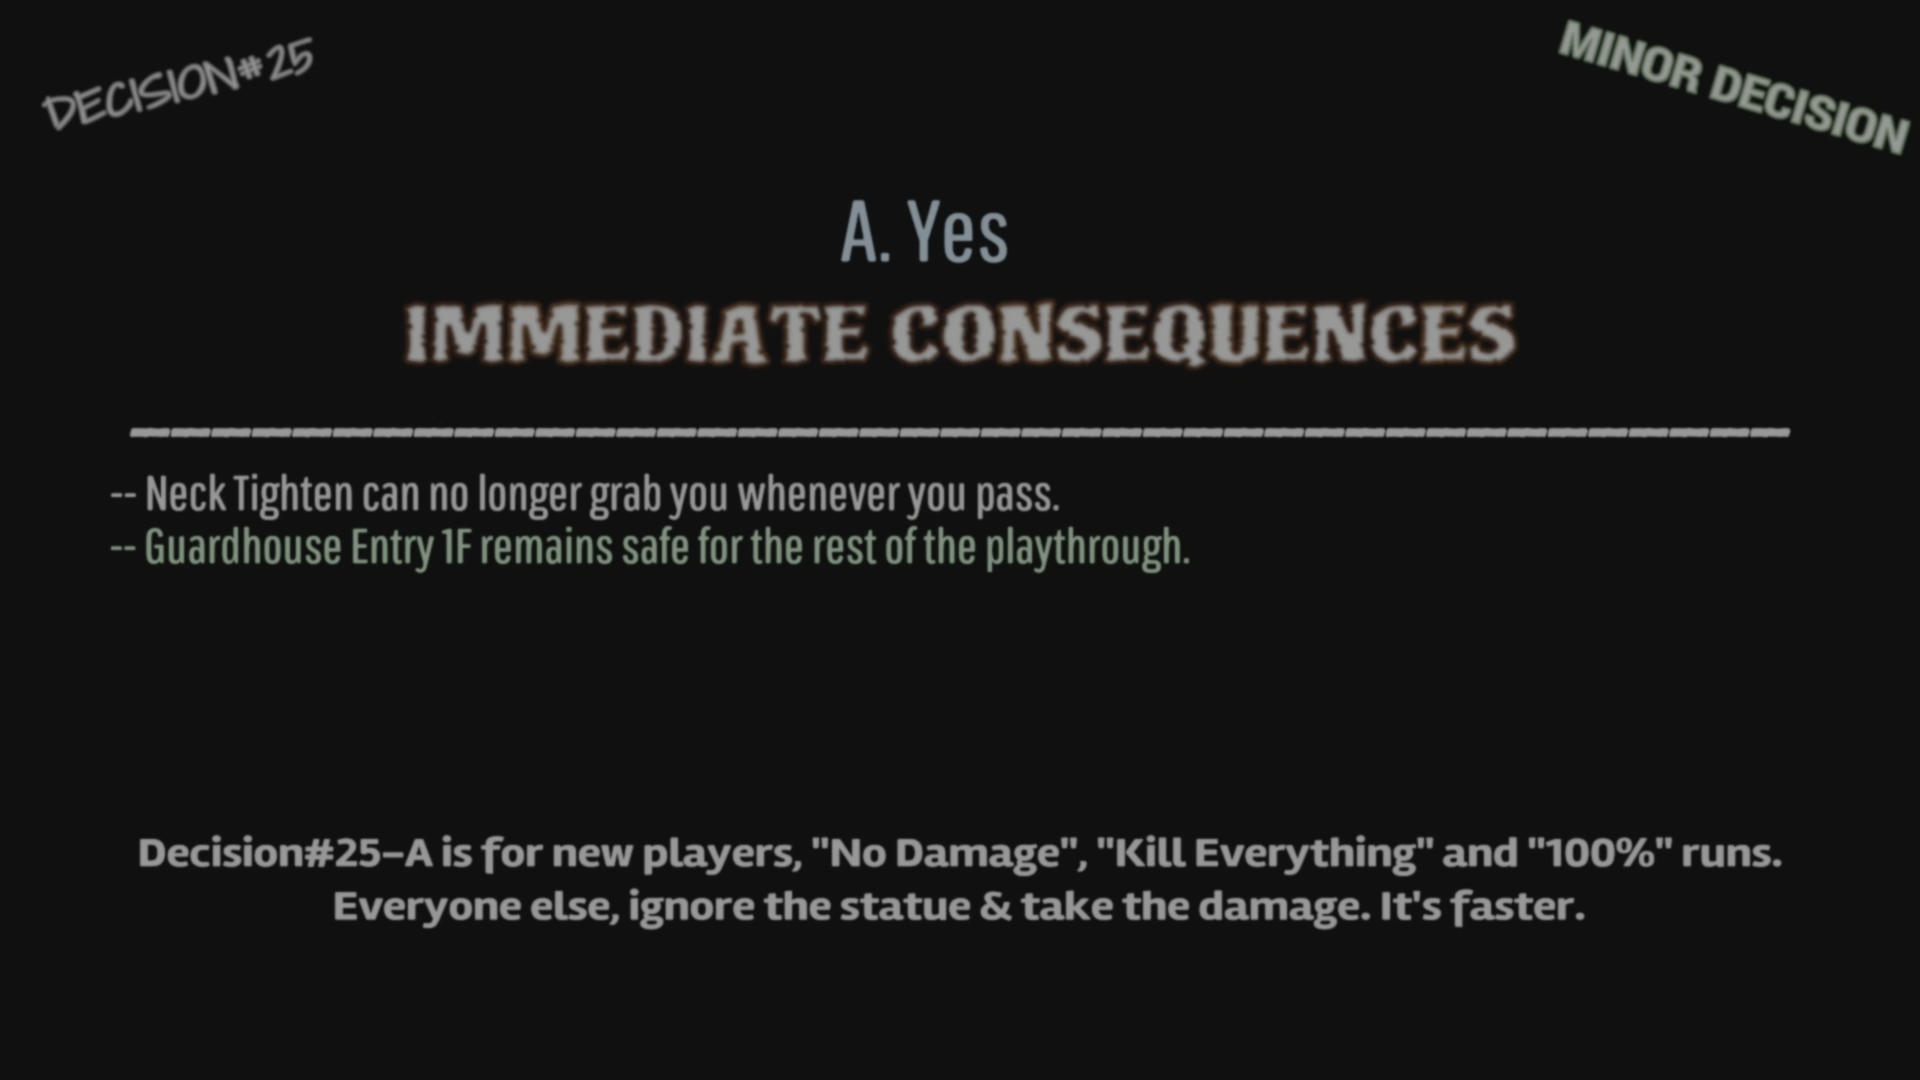 DECISION#25
MINOR DECISION
A. Yes
IMMEDIATE CONSEQUENCES
-- Neck Tighten can no longer grab you whenever you pass.
-- Guardhouse Entry 1F remains safe for the rest of the playthrough.
Decision#25–A is for new players, "No Damage", "Kill Everything" and "100%" runs.
Everyone else, ignore the statue & take the damage. It's faster.